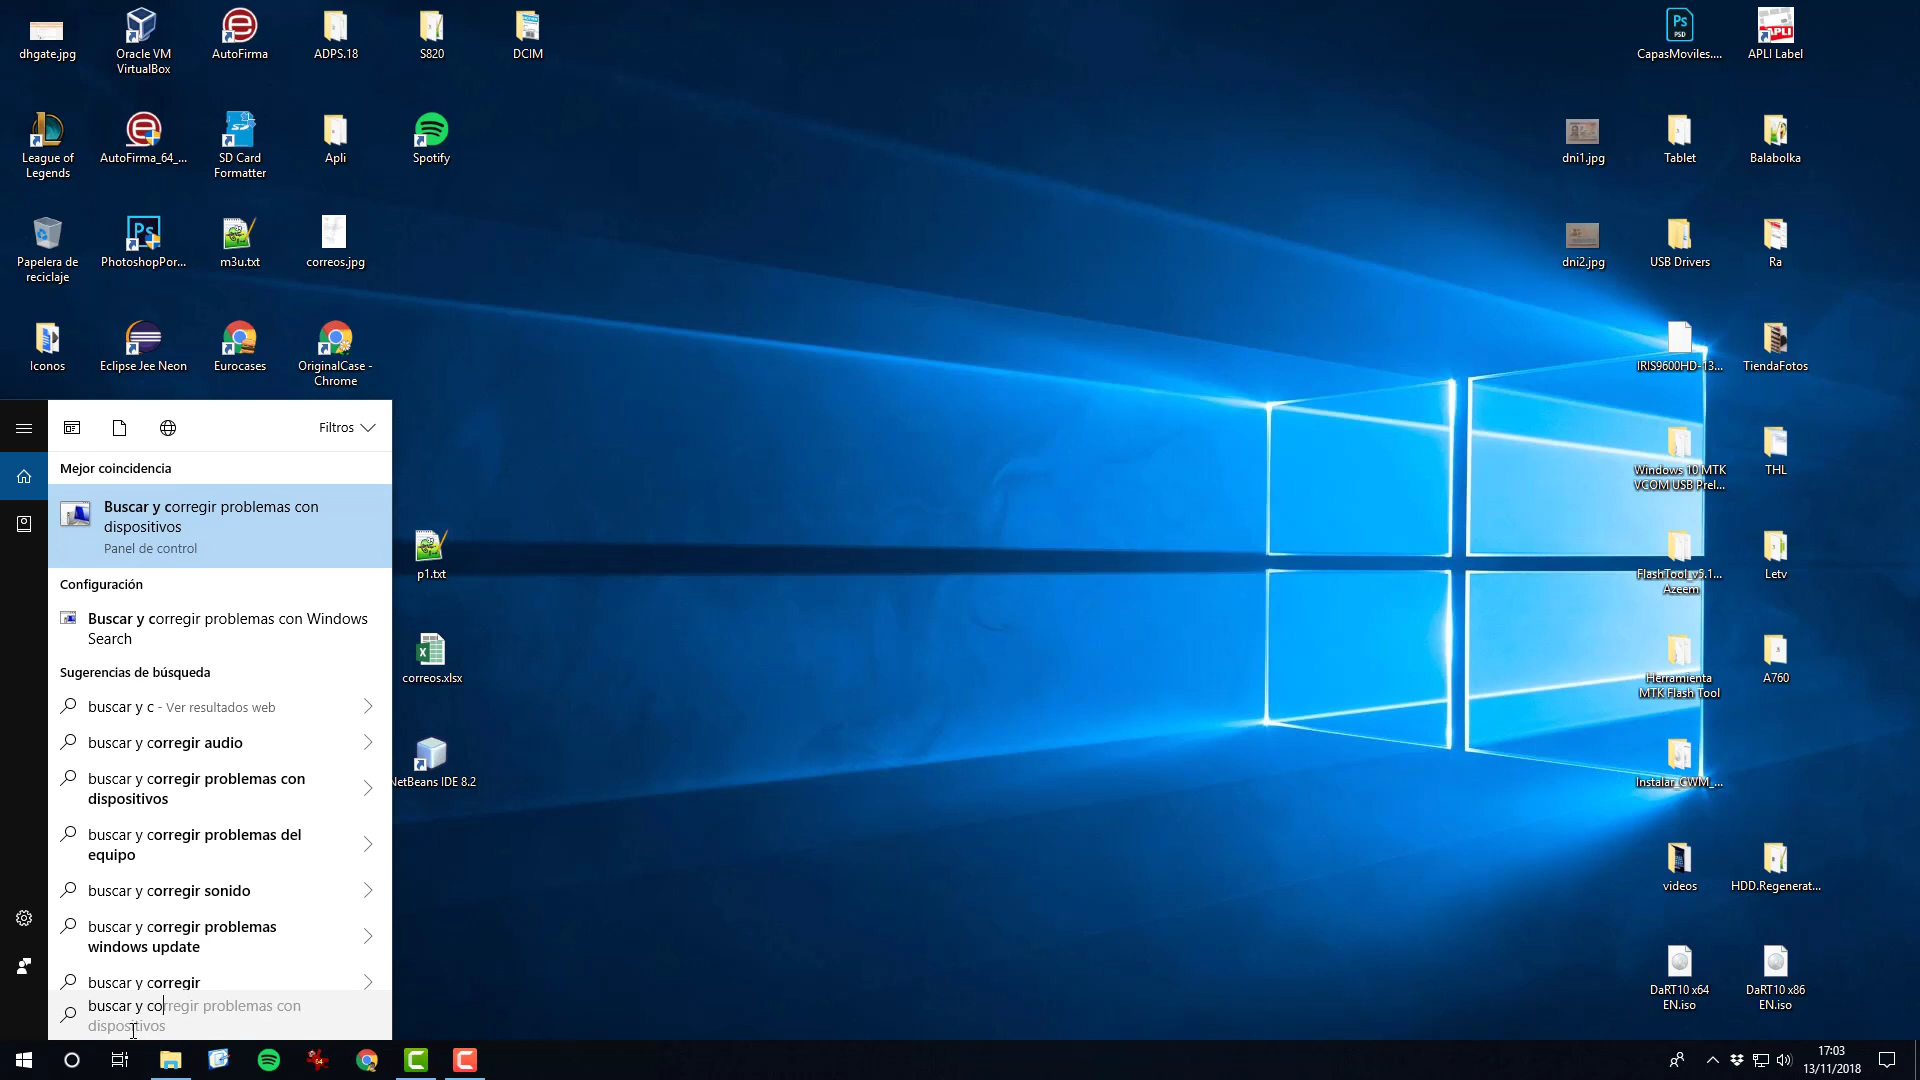 dhgate.jpg
Oracle VM
VirtualBox
AutoFirma
ADPS.18
S820
DCIM
CapasMoviles....
APLI Label
League of
Legends
AutoFirma_64_...
SD Card
Formatter
Apli
Spotify
dni1.jpg
Tablet
Balabolka
Papelera de
reciclaje
PhotoshopPor...
m3u.txt
correos.jpg
dni2.jpg
USB Drivers
Ra
Iconos
Eclipse Jee Neon
Eurocases
OriginalCase -
Chrome
IRIS9600HD-13...
TiendaFotos
Windows 10 MTK
VCOM USB Prel...
THL
p1.txt
FlashTool_v5.1...
Azeem
Letv
correos.xlsx
Herramienta
MTK Flash Tool
A760
NetBeans IDE 8.2
Instalar_CWM_...
videos
HDD.Regenerat...
DaRT10 x64
EN.iso
DaRT10 x86
EN.iso
Filtros
Mejor coincidencia
Buscar y corregir problemas con
dispositivos
Panel de control
Configuración
Buscar y corregir problemas con Windows
Search
Sugerencias de búsqueda
buscar y c - Ver resultados web
buscar y corregir audio
buscar y corregir problemas con
dispositivos
buscar y corregir problemas del
equipo
buscar y corregir sonido
buscar y corregir problemas
windows update
buscar y corregir
buscar y corregir problemas con
dispositivos
17:03
13/11/2018